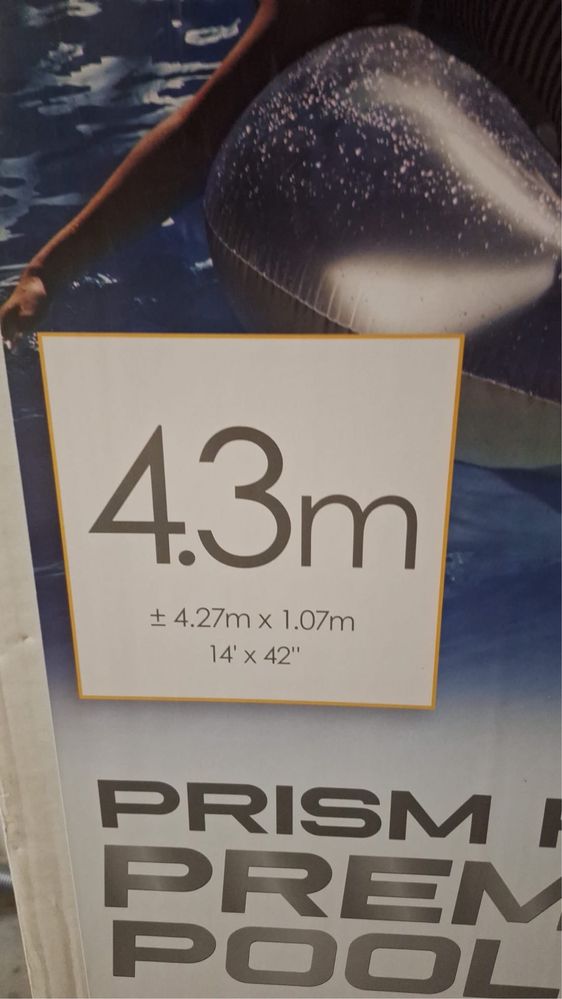 4.3m
± 4.27m x 1.07m
14' x 42"
PRISM
PREM
POOL